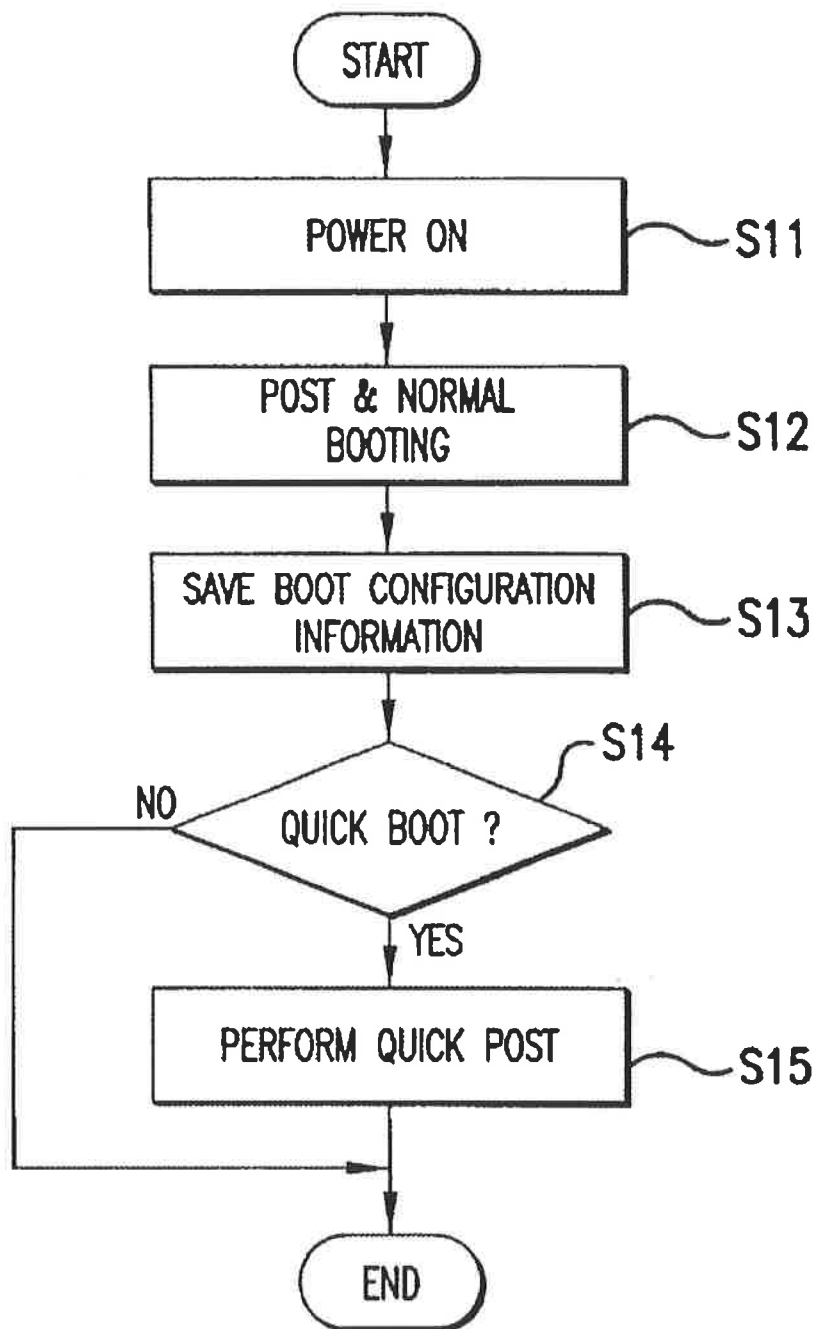 START
POWER ON
S11
POST & NORMAL
BOOTING
S12
SAVE BOOT CONFIGURATION
INFORMATION
S13
S14
NO
QUICK BOOT ?
YES
PERFORM QUICK POST
S15
END